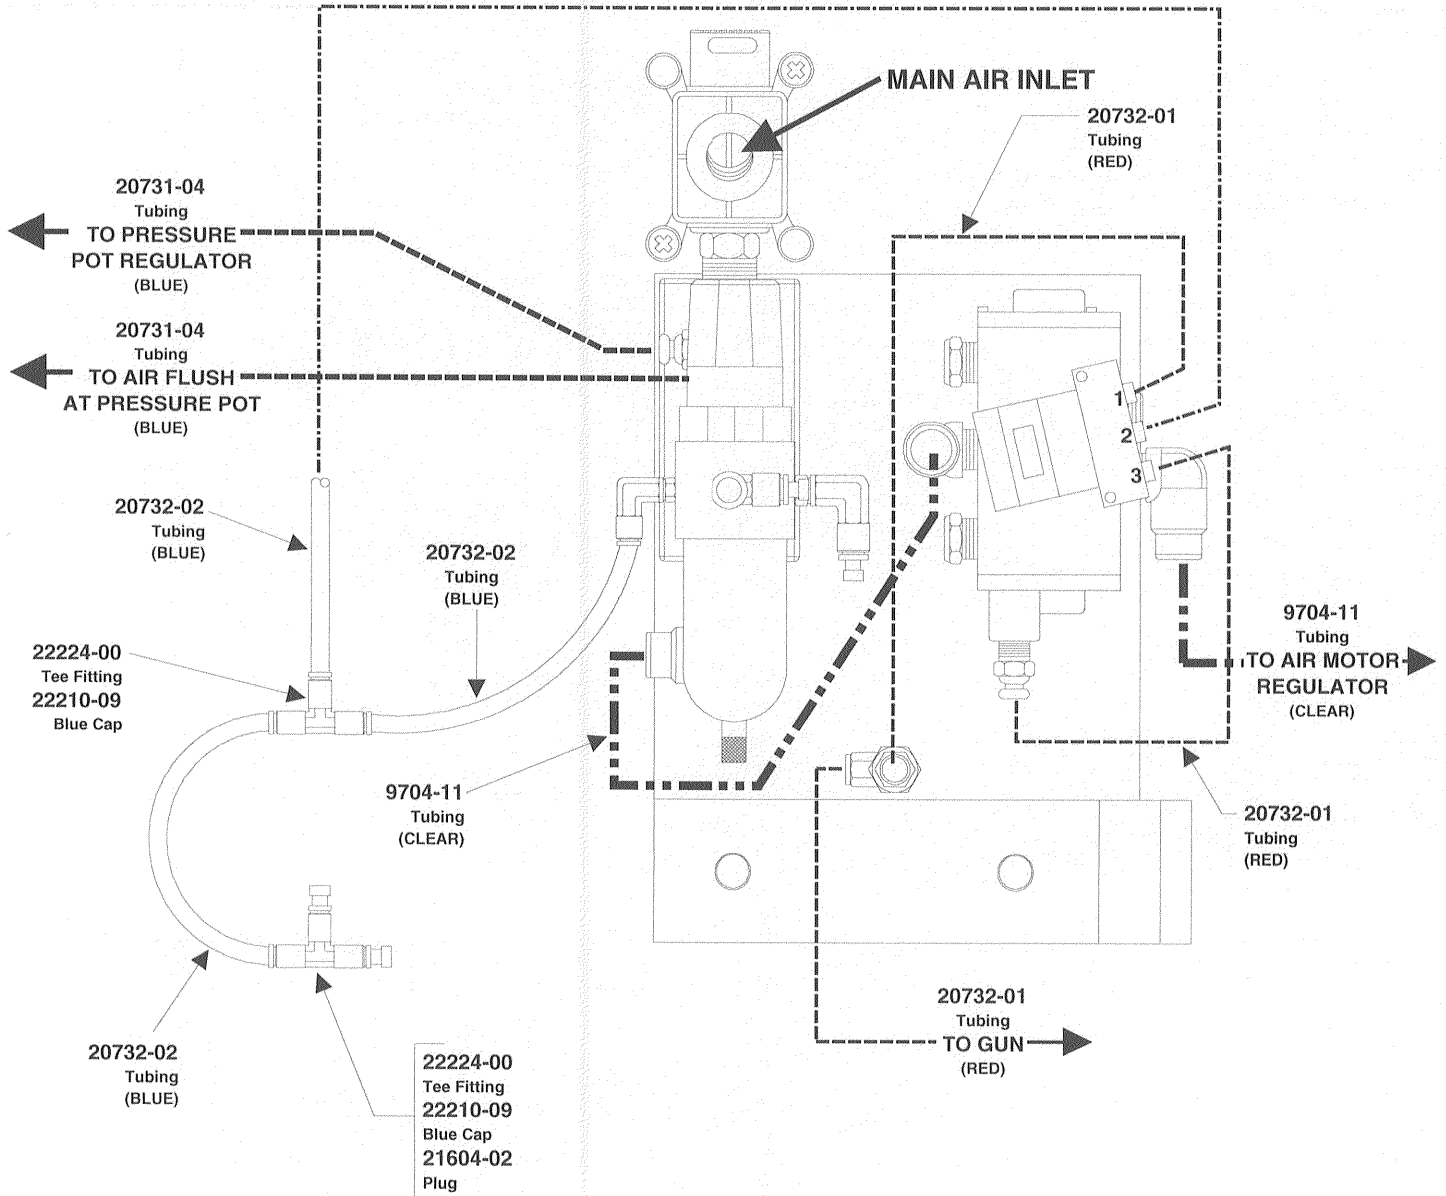 MAIN AIR INLET
20732-01
Tubing
(RED)
20731-04
Tubing
TO PRESSURE
POT REGULATOR
(BLUE)
20731-04
Tubing
TO AIR FLUSH
AT PRESSURE POT
(BLUE)
1
2
3
20732-02
Tubing
(BLUE)
20732-02
Tubing
(BLUE)
22224-00
Tee Fitting
22210-09
Blue Cap
9704-11
Tubing
TO AIR MOTOR
REGULATOR
(CLEAR)
9704-11
Tubing
(CLEAR)
20732-01
Tubing
(RED)
20732-01
Tubing
TO GUN
(RED)
20732-02
Tubing
(BLUE)
22224-00
Tee Fitting
22210-09
Blue Cap
21604-02
Plug